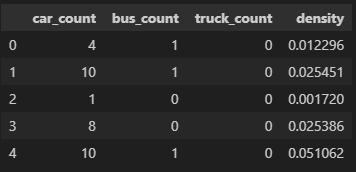 car_count bus_count truck_count density
0 4 1 0 0.012296
1 10 1 0 0.025451
2 1 0 0 0.001720
3 8 0 0 0.025386
4 10 1 0 0.051062